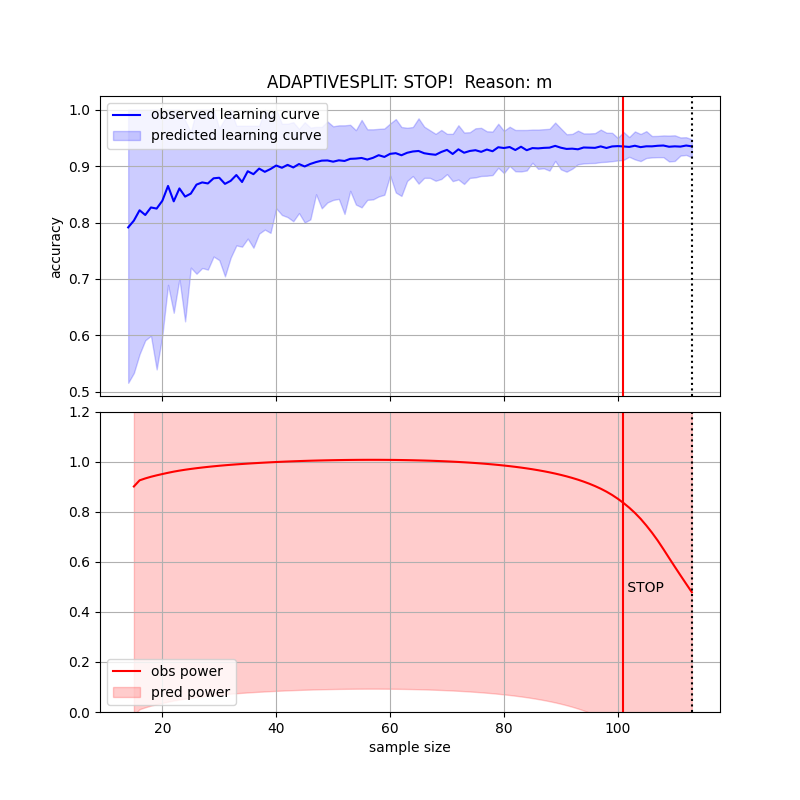 ADAPTIVESPLIT: STOP!  Reason: m
1.0
0.9
0.8
0.7
0.6
0.5
accuracy
observed learning curve
predicted learning curve
1.2
1.0
0.8
0.6
0.4
0.2
0.0
STOP
obs power
pred power
20 40 60 80 100
sample size